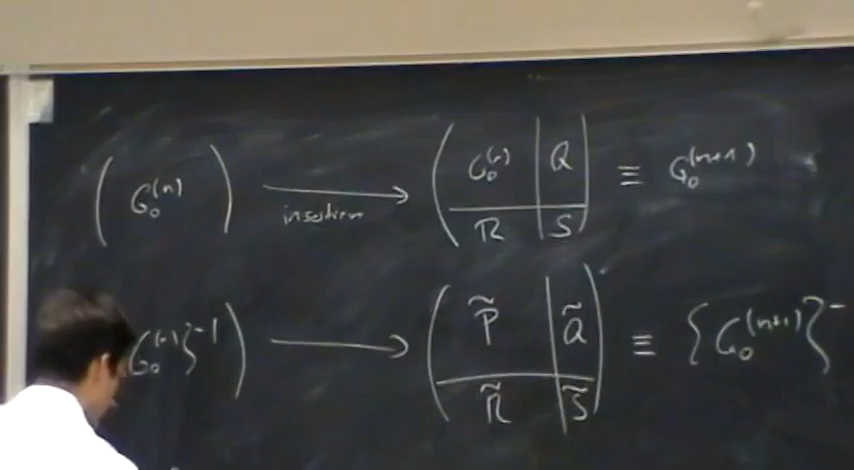 ( G₀⁽ⁿ⁾ ) ⟶ ( G₀⁽ⁿ⁾ | Q ) ≡ G₀⁽ⁿ⁺¹⁾
insertion ( R | S )
G₀⁽ⁿ⁾}⁻¹ ) ⟶ ( P̃ | Q̃ ) ≡ {G₀⁽ⁿ⁺¹⁾}⁻
( R̃ | S̃ )